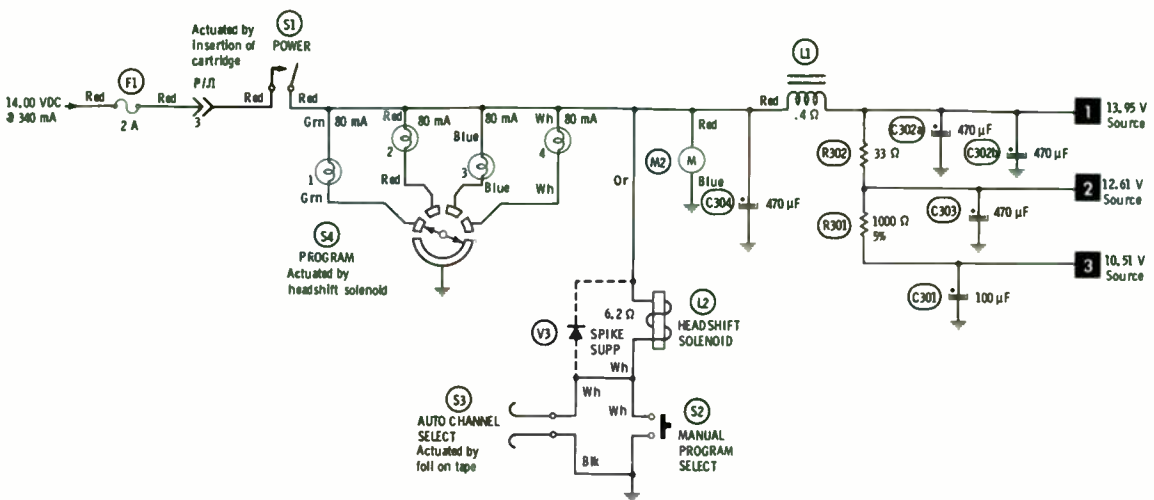 S1
POWER
Actuated by
insertion of
cartridge
F1
14.00 VDC
@ 340 mA
Red
2 A
Red
P/J1
3
Red
Red
L1
Red
.4 Ω
1
13.95 V
Source
Grn
80 mA
1
Grn
Red
80 mA
2
Red
80 mA
Blue
3
Blue
Wh
80 mA
4
Wh
S4
PROGRAM
Actuated by
headshift solenoid
Or
Red
M2
M
Blue
C304
470 µF
C302a
470 µF
C302b
470 µF
R302
33 Ω
2
12.61 V
Source
C303
470 µF
R301
1000 Ω
5%
3
10.51 V
Source
C301
100 µF
6.2 Ω
L2
HEADSHIFT
SOLENOID
V3
SPIKE
SUPP
Wh
Wh
Wh
S3
AUTO CHANNEL
SELECT
Actuated by
foil on tape
S2
MANUAL
PROGRAM
SELECT
Blk